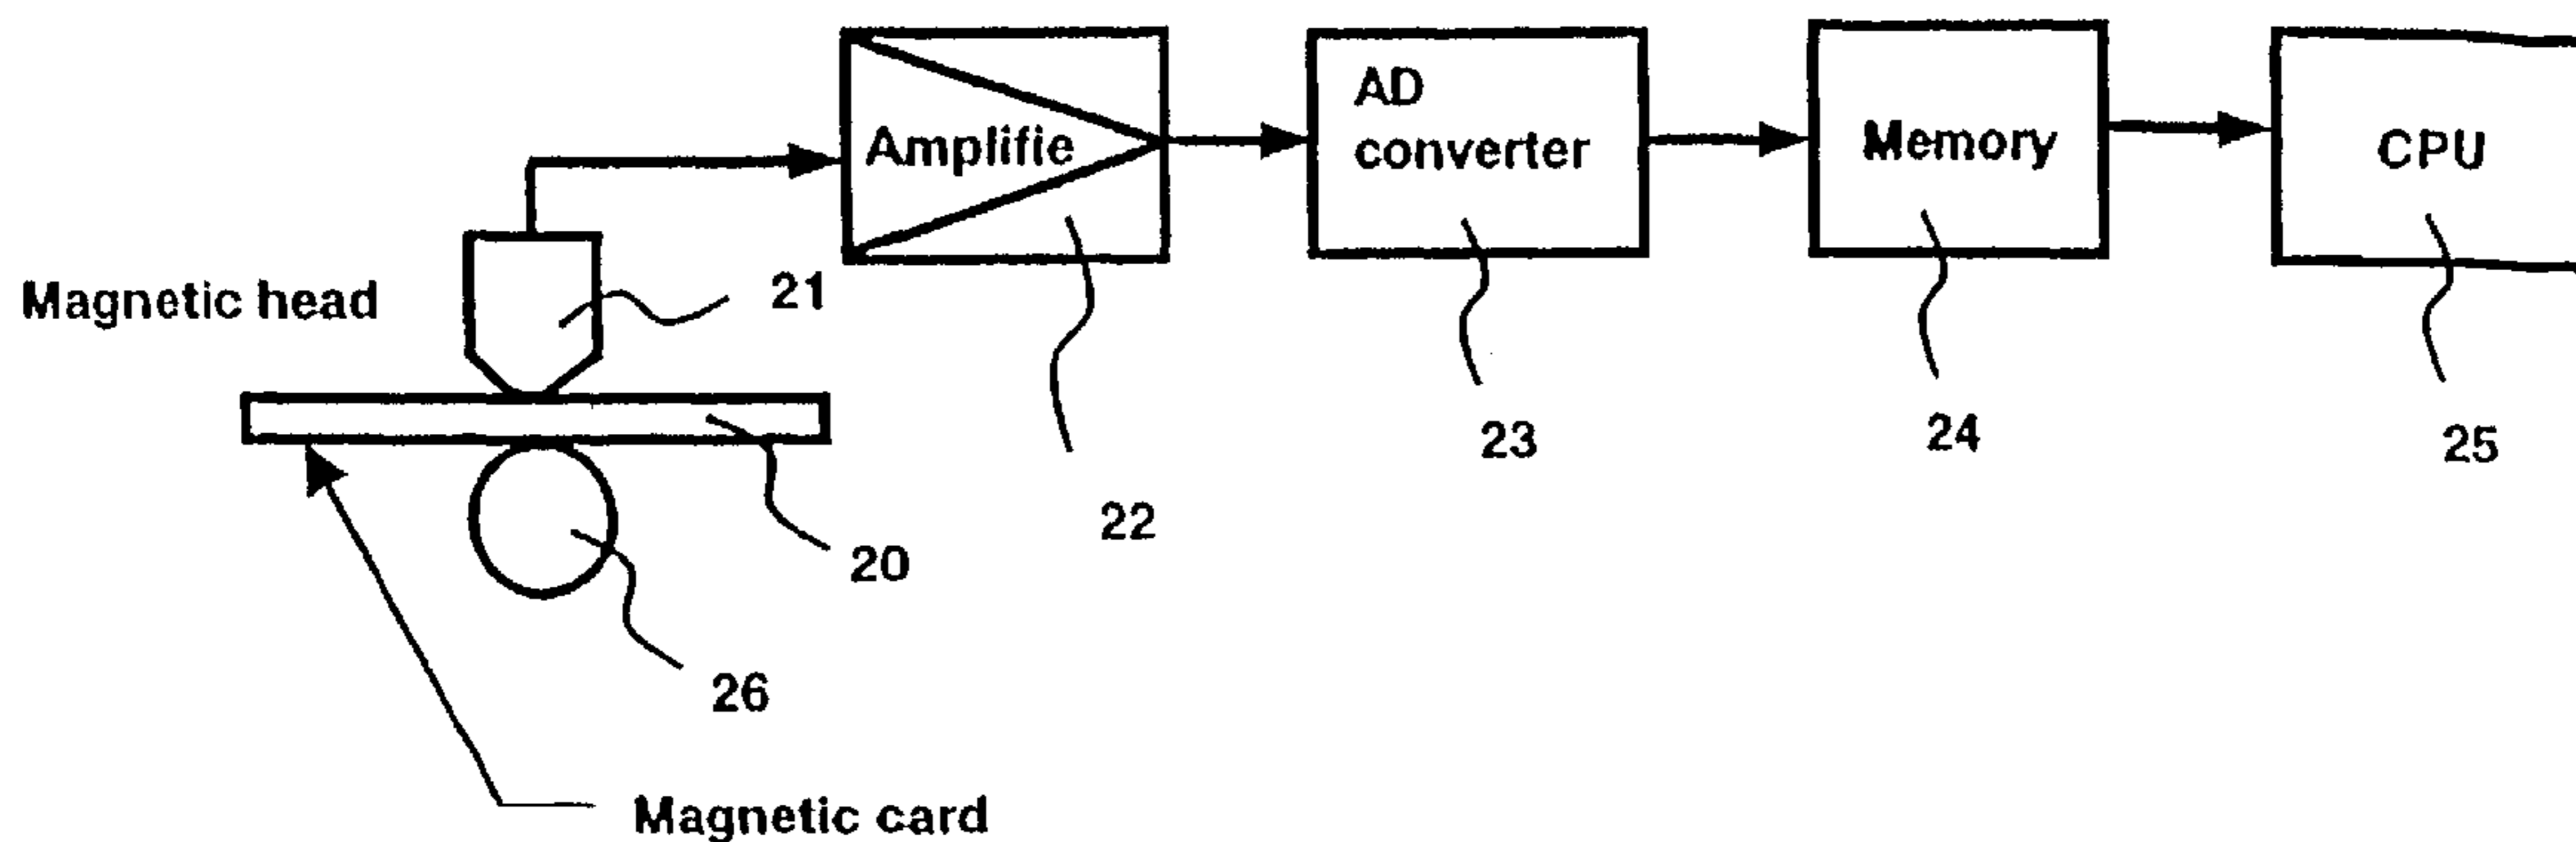 Amplifie
AD
converter
Memory
CPU
Magnetic head
21
20
22
23
24
25
26
Magnetic card